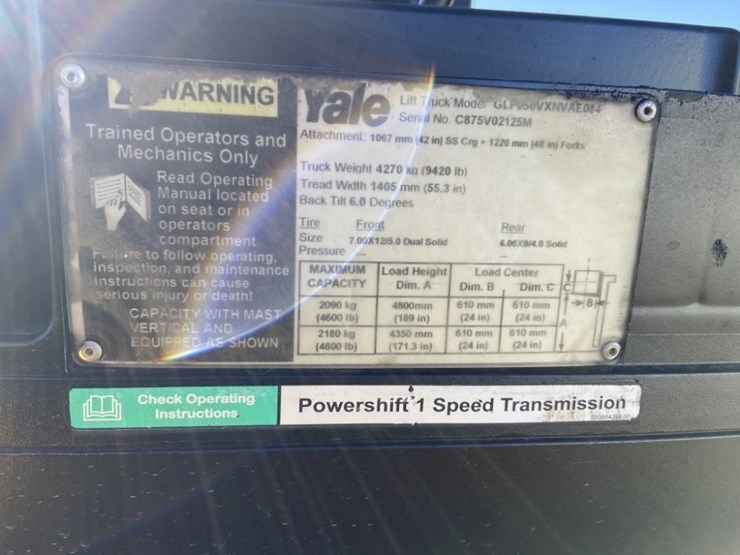 WARNING
Trained Operators and
Mechanics Only
Read Operating
Manual located
on seat or in
operators
compartment
Failure to follow operating,
inspection, and maintenance
instructions can cause
serious injury or death!
CAPACITY WITH MAST
VERTICAL AND
EQUIPPED AS SHOWN
Yale
Lift Truck Model GLP050VXNVAE084
Serial No. C875V02125M
Attachment: 1067 mm (42 in) SS Crg + 1220 mm (48 in) Forks
Truck Weight 4270 kg (9420 lb)
Tread Width 1405 mm (55.3 in)
Back Tilt 6.0 Degrees
Tire Front Rear
Size 7.00X12/5.0 Dual Solid 6.00X9/4.0 Solid
Pressure
MAXIMUM CAPACITY Load Height Dim. A Load Center Dim. B Dim. C
2090 kg 4800mm 610 mm 610 mm
(4600 lb) (189 in) (24 in) (24 in)
2180 kg 4350 mm 610 mm 610 mm
(4800 lb) (171.3 in) (24 in) (24 in)
C
B
A
Check Operating
Instructions
Powershift 1 Speed Transmission